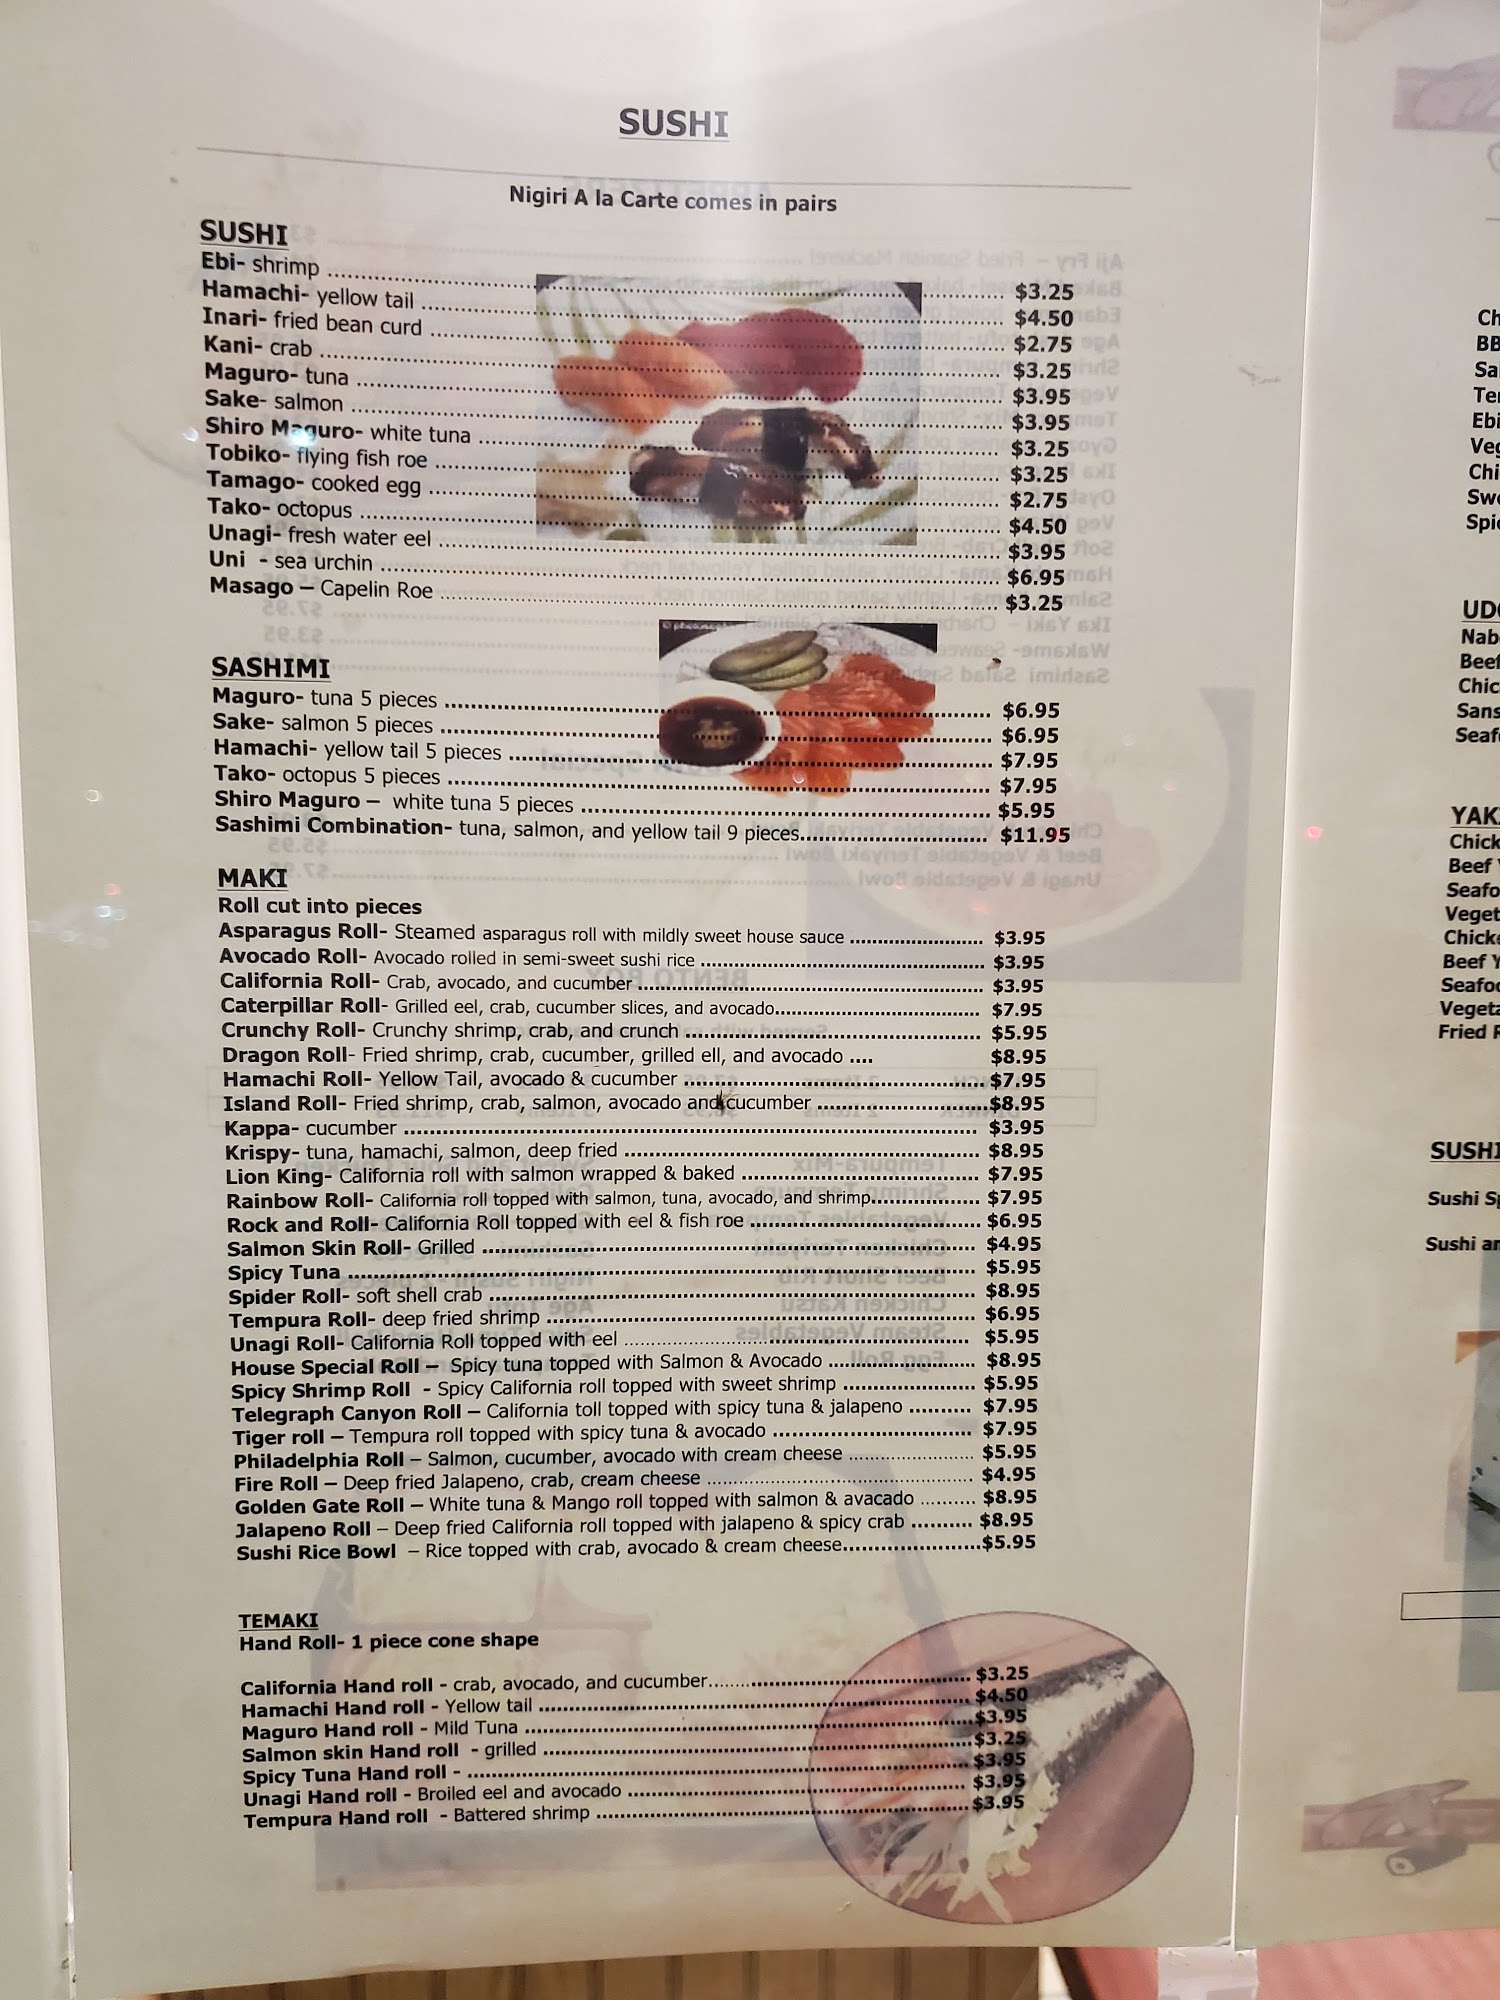 SUSHI
Nigiri A la Carte comes in pairs
SUSHI
Ebi- shrimp $3.25
Hamachi- yellow tail $4.50
Inari- fried bean curd $2.75
Kani- crab $3.25
Maguro- tuna $3.95
Sake- salmon $3.95
Shiro Maguro- white tuna $3.25
Tobiko- flying fish roe $3.25
Tamago- cooked egg $2.75
Tako- octopus $4.50
Unagi- fresh water eel $3.95
Uni - sea urchin $6.95
Masago – Capelin Roe $3.25
SASHIMI
Maguro- tuna 5 pieces $6.95
Sake- salmon 5 pieces $6.95
Hamachi- yellow tail 5 pieces $7.95
Tako- octopus 5 pieces $7.95
Shiro Maguro – white tuna 5 pieces $5.95
Sashimi Combination- tuna, salmon, and yellow tail 9 pieces $11.95
MAKI
Roll cut into pieces
Asparagus Roll- Steamed asparagus roll with mildly sweet house sauce $3.95
Avocado Roll- Avocado rolled in semi-sweet sushi rice $3.95
California Roll- Crab, avocado, and cucumber $3.95
Caterpillar Roll- Grilled eel, crab, cucumber slices, and avocado $7.95
Crunchy Roll- Crunchy shrimp, crab, and crunch $5.95
Dragon Roll- Fried shrimp, crab, cucumber, grilled ell, and avocado $8.95
Hamachi Roll- Yellow Tail, avocado & cucumber $7.95
Island Roll- Fried shrimp, crab, salmon, avocado and cucumber $8.95
Kappa- cucumber $3.95
Krispy- tuna, hamachi, salmon, deep fried $8.95
Lion King- California roll with salmon wrapped & baked $7.95
Rainbow Roll- California roll topped with salmon, tuna, avocado, and shrimp $7.95
Rock and Roll- California Roll topped with eel & fish roe $6.95
Salmon Skin Roll- Grilled $4.95
Spicy Tuna $5.95
Spider Roll- soft shell crab $8.95
Tempura Roll- deep fried shrimp $6.95
Unagi Roll- California Roll topped with eel $5.95
House Special Roll – Spicy tuna topped with Salmon & Avocado $8.95
Spicy Shrimp Roll - Spicy California roll topped with sweet shrimp $5.95
Telegraph Canyon Roll – California toll topped with spicy tuna & jalapeno $7.95
Tiger roll – Tempura roll topped with spicy tuna & avocado $7.95
Philadelphia Roll – Salmon, cucumber, avocado with cream cheese $5.95
Fire Roll – Deep fried Jalapeno, crab, cream cheese $4.95
Golden Gate Roll – White tuna & Mango roll topped with salmon & avacado $8.95
Jalapeno Roll – Deep fried California roll topped with jalapeno & spicy crab $8.95
Sushi Rice Bowl – Rice topped with crab, avocado & cream cheese $5.95
TEMAKI
Hand Roll- 1 piece cone shape
California Hand roll - crab, avocado, and cucumber $3.25
Hamachi Hand roll - Yellow tail $4.50
Maguro Hand roll - Mild Tuna $3.95
Salmon skin Hand roll - grilled $3.25
Spicy Tuna Hand roll - $3.95
Unagi Hand roll - Broiled eel and avocado $3.95
Tempura Hand roll - Battered shrimp $3.95
Ebi
UD
Nab
Beef
Chic
Sans
Seaf
YAK
Chick
Beef
Seafo
Veget
Chick
Beef Y
Seafo
Vegeta
Fried R
SUSHI
Sushi Sp
Sushi an